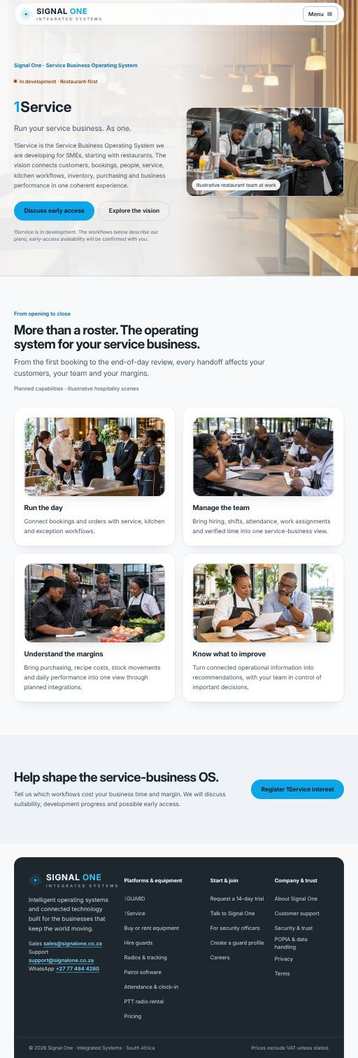 SIGNAL ONE
INTEGRATED SYSTEMS
Menu
Signal One · Service Business Operating System
In development · Restaurant-first
1Service
Run your service business. As one.
1Service is the Service Business Operating System we
are developing for SMEs, starting with restaurants. The
vision connects customers, bookings, people, service,
kitchen workflows, inventory, purchasing and business
performance in one coherent experience.
Illustrative restaurant team at work
Discuss early access
Explore the vision
1Service is in development. The workflows below describe our
plans; early-access availability will be confirmed with you.
From opening to close
More than a roster. The operating
system for your service business.
From the first booking to the end-of-day review, every handoff affects your
customers, your team and your margins.
Planned capabilities · Illustrative hospitality scenes
Run the day
Connect bookings and orders with service, kitchen
and exception workflows.
Manage the team
Bring hiring, shifts, attendance, work assignments
and verified time into one service-business view.
Understand the margins
Bring purchasing, recipe costs, stock movements
and daily performance into one view through
planned integrations.
Know what to improve
Turn connected operational information into
recommendations, with your team in control of
important decisions.
Help shape the service-business OS.
Tell us which workflows cost your business time and margin. We will discuss
suitability, development progress and possible early access.
Register 1Service interest
SIGNAL ONE
INTEGRATED SYSTEMS
Intelligent operating systems
and connected technology
built for the businesses that
keep the world moving.
Sales sales@signalone.co.za
Support
support@signalone.co.za
WhatsApp +27 77 484 4280
Platforms & equipment
1GUARD
1Service
Buy or rent equipment
Hire guards
Radios & tracking
Patrol software
Attendance & clock-in
PTT radio rental
Pricing
Start & join
Request a 14-day trial
Talk to Signal One
For security officers
Create a guard profile
Careers
Company & trust
About Signal One
Customer support
Security & trust
POPIA & data
handling
Privacy
Terms
© 2026 Signal One · Integrated Systems · South Africa
Prices exclude VAT unless stated.